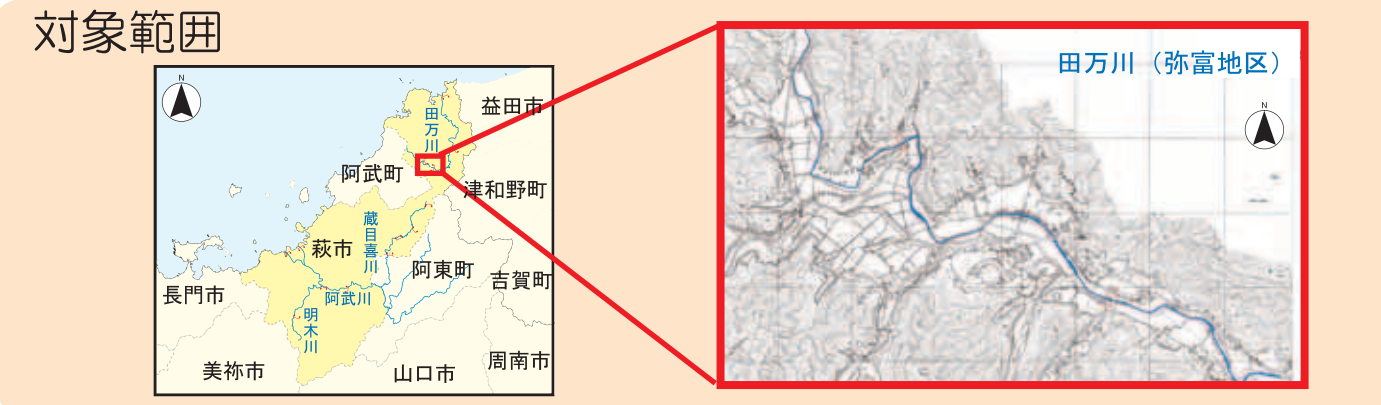 対象範囲
N
益田市
田万川
阿武町
津和野町
蔵目喜川
萩市
阿東町
吉賀町
長門市
阿武川
明木川
美祢市
山口市
周南市
田万川（弥富地区）
N